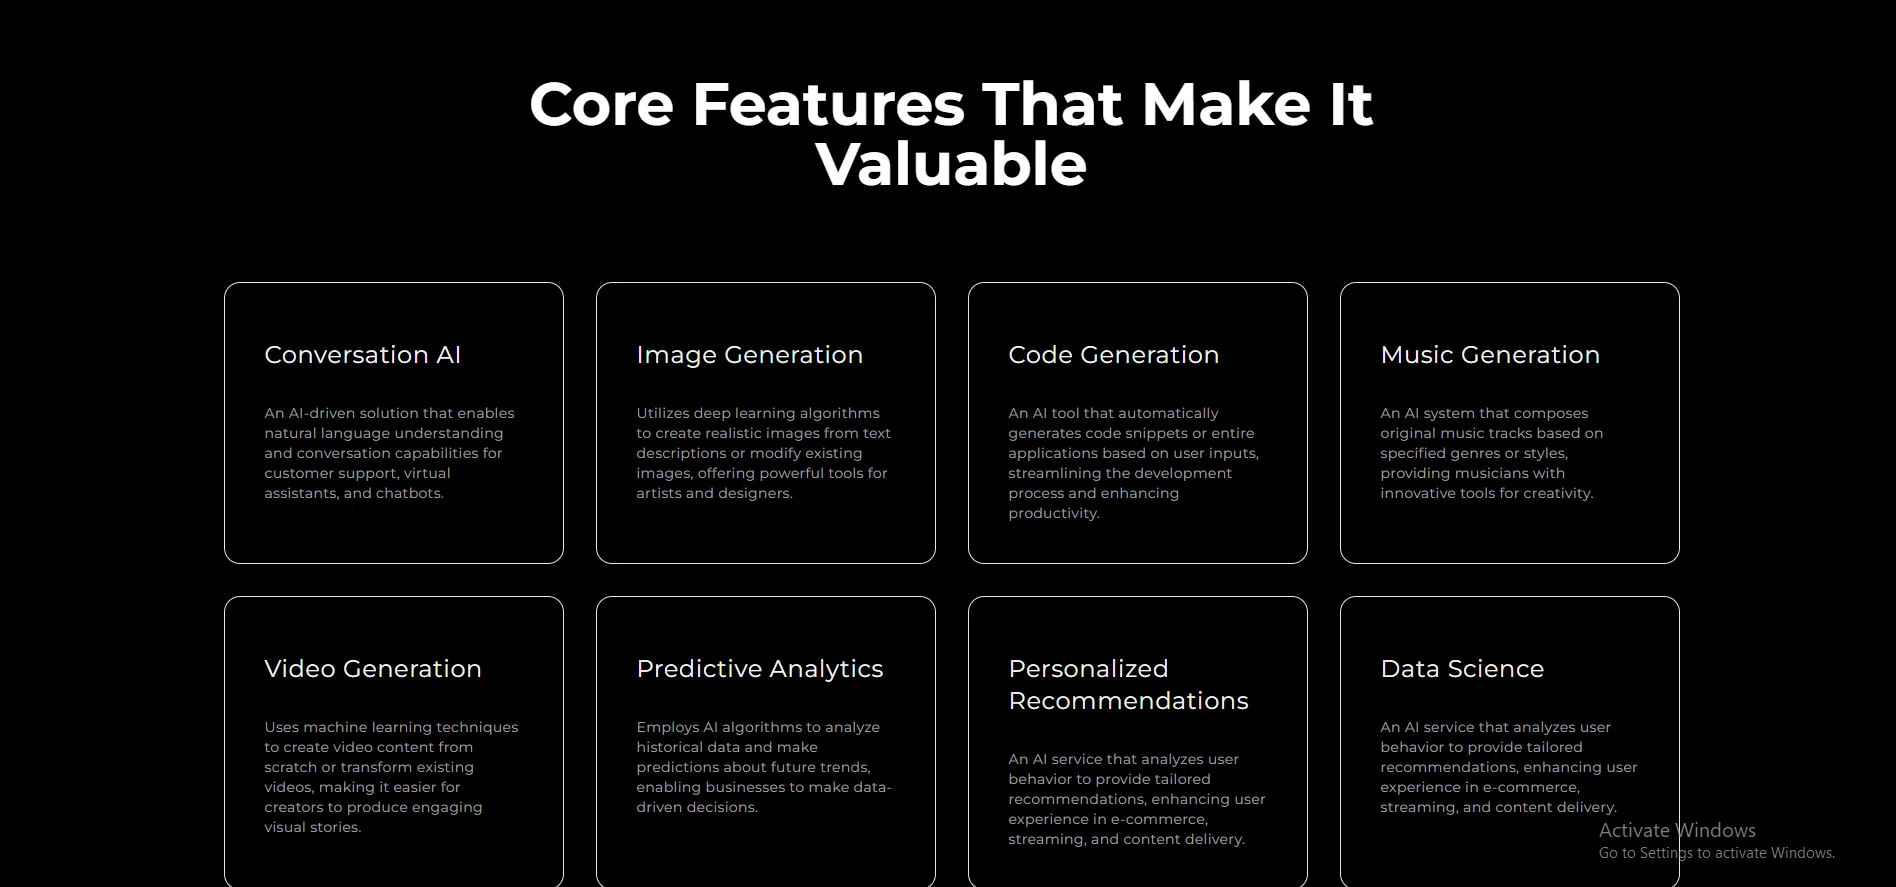 Core Features That Make It
Valuable
Conversation AI
An AI-driven solution that enables
natural language understanding
and conversation capabilities for
customer support, virtual
assistants, and chatbots.
Image Generation
Utilizes deep learning algorithms
to create realistic images from text
descriptions or modify existing
images, offering powerful tools for
artists and designers.
Code Generation
An AI tool that automatically
generates code snippets or entire
applications based on user inputs,
streamlining the development
process and enhancing
productivity.
Music Generation
An AI system that composes
original music tracks based on
specified genres or styles,
providing musicians with
innovative tools for creativity.
Video Generation
Uses machine learning techniques
to create video content from
scratch or transform existing
videos, making it easier for
creators to produce engaging
visual stories.
Predictive Analytics
Employs AI algorithms to analyze
historical data and make
predictions about future trends,
enabling businesses to make data-
driven decisions.
Personalized
Recommendations
An AI service that analyzes user
behavior to provide tailored
recommendations, enhancing user
experience in e-commerce,
streaming, and content delivery.
Data Science
An AI service that analyzes user
behavior to provide tailored
recommendations, enhancing user
experience in e-commerce,
streaming, and content delivery.
Activate Windows
Go to Settings to activate Windows.